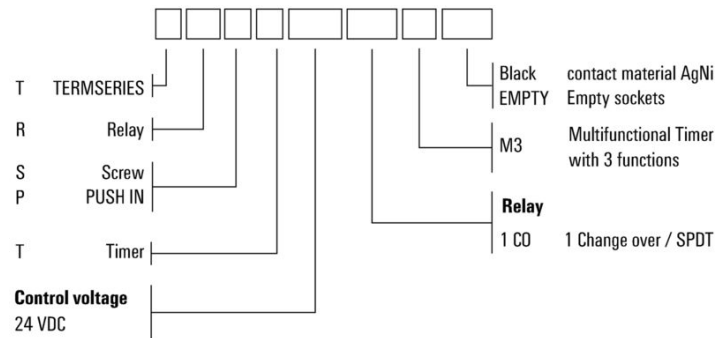 T TERMSERIES
R Relay
S Screw
P PUSH IN
T Timer
Control voltage
24 VDC
Black contact material AgNi
EMPTY Empty sockets
M3 Multifunctional Timer
with 3 functions
Relay
1 CO 1 Change over / SPDT